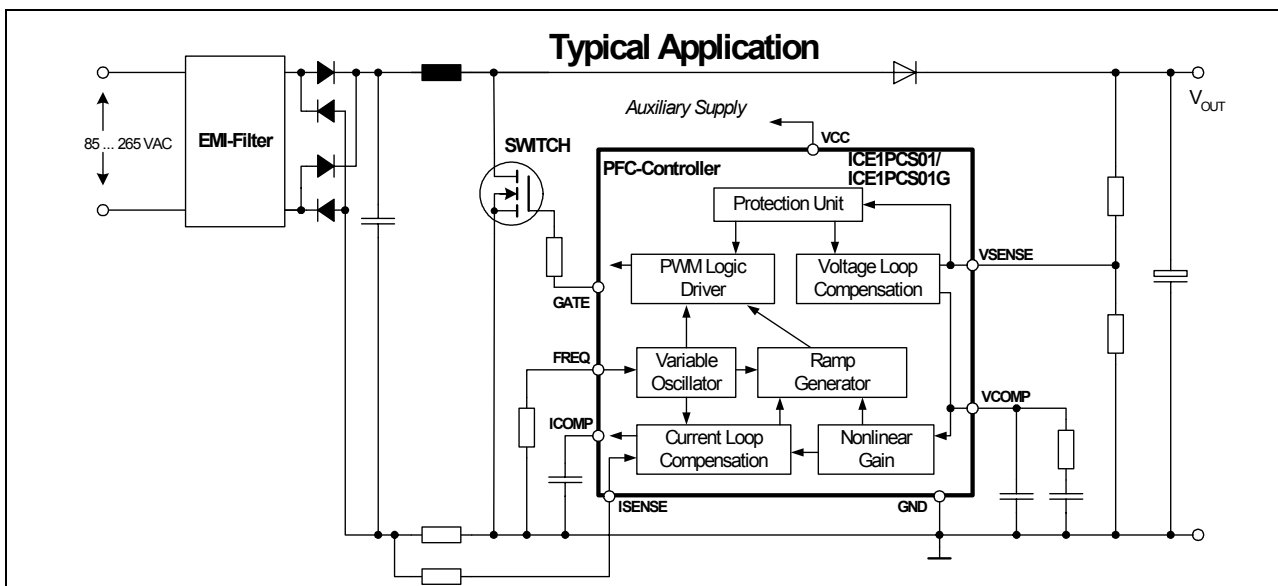 Typical Application
Auxiliary Supply
VCC
V OUT
85 ... 265 VAC
EMI-Filter
SWITCH
PFC-Controller
ICE1PCS01/
ICE1PCS01G
Protection Unit
PWM Logic
Driver
Voltage Loop
Compensation
VSENSE
GATE
FREQ
Variable
Oscillator
Ramp
Generator
VCOMP
ICOMP
Current Loop
Compensation
Nonlinear
Gain
ISENSE
GND